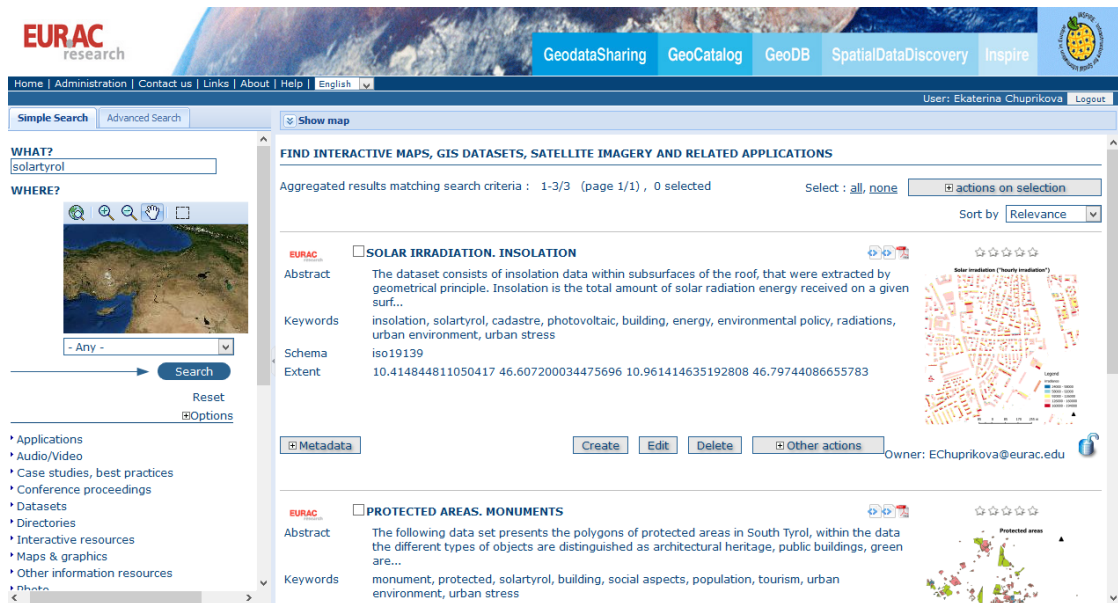 EURAC
research
GeodataSharing GeoCatalog GeoDB SpatialDataDiscovery Inspire
Home | Administration | Contact us | Links | About | Help | English
User: Ekaterina Chuprikova Logout
Simple Search Advanced Search
Show map
WHAT?
solartyrol
WHERE?
- Any -
Search
Reset
Options
Applications
Audio/Video
Case studies, best practices
Conference proceedings
Datasets
Directories
Interactive resources
Maps & graphics
Other information resources
Photo
FIND INTERACTIVE MAPS, GIS DATASETS, SATELLITE IMAGERY AND RELATED APPLICATIONS
Aggregated results matching search criteria : 1-3/3 (page 1/1) , 0 selected
Select : all, none actions on selection
Sort by Relevance
EURAC
research
SOLAR IRRADIATION. INSOLATION
Abstract The dataset consists of insolation data within subsurfaces of the roof, that were extracted by
geometrical principle. Insolation is the total amount of solar radiation energy received on a given
surf...
Keywords insolation, solartyrol, cadastre, photovoltaic, building, energy, environmental policy, radiations,
urban environment, urban stress
Schema iso19139
Extent 10.414844811050417 46.607200034475696 10.961414635192808 46.79744086655783
Solar irradiation ("hourly irradiation")
Legend
Metadata Create Edit Delete Other actions
Owner: EChuprikova@eurac.edu
EURAC
research
PROTECTED AREAS. MONUMENTS
Abstract The following data set presents the polygons of protected areas in South Tyrol, within the data
the different types of objects are distinguished as architectural heritage, public buildings, green
are...
Keywords monument, protected, solartyrol, building, social aspects, population, tourism, urban
environment, urban stress
Protected areas